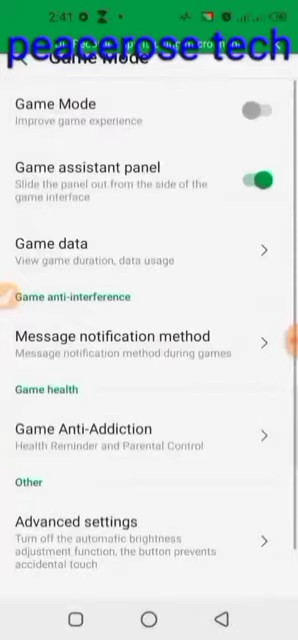 2:41
peacerose tech
Game Mode
Game Mode
Improve game experience
Game assistant panel
Slide the panel out from the side of the
game interface
Game data
View game duration, data usage
Game anti-interference
Message notification method
Message notification method during games
Game health
Game Anti-Addiction
Health Reminder and Parental Control
Other
Advanced settings
Turn off the automatic brightness
adjustment function, the button prevents
accidental touch